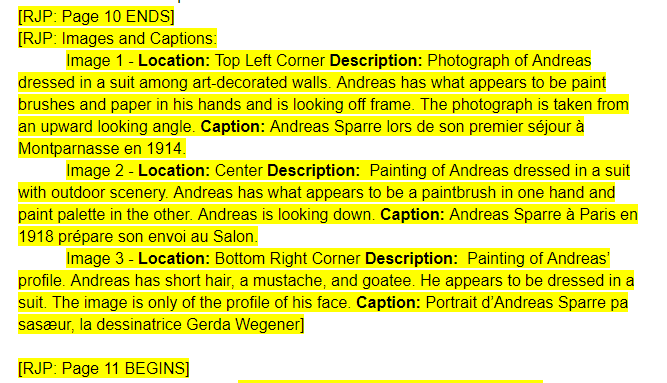 [RJP: Page 10 ENDS]
[RJP: Images and Captions:
Image 1 - Location: Top Left Corner Description: Photograph of Andreas
dressed in a suit among art-decorated walls. Andreas has what appears to be paint
brushes and paper in his hands and is looking off frame. The photograph is taken from
an upward looking angle. Caption: Andreas Sparre lors de son premier séjour à
Montparnasse en 1914.
Image 2 - Location: Center Description: Painting of Andreas dressed in a suit
with outdoor scenery. Andreas has what appears to be a paintbrush in one hand and
paint palette in the other. Andreas is looking down. Caption: Andreas Sparre à Paris en
1918 prépare son envoi au Salon.
Image 3 - Location: Bottom Right Corner Description: Painting of Andreas'
profile. Andreas has short hair, a mustache, and goatee. He appears to be dressed in a
suit. The image is only of the profile of his face. Caption: Portrait d'Andreas Sparre pa
sasœur, la dessinatrice Gerda Wegener]
[RJP: Page 11 BEGINS]